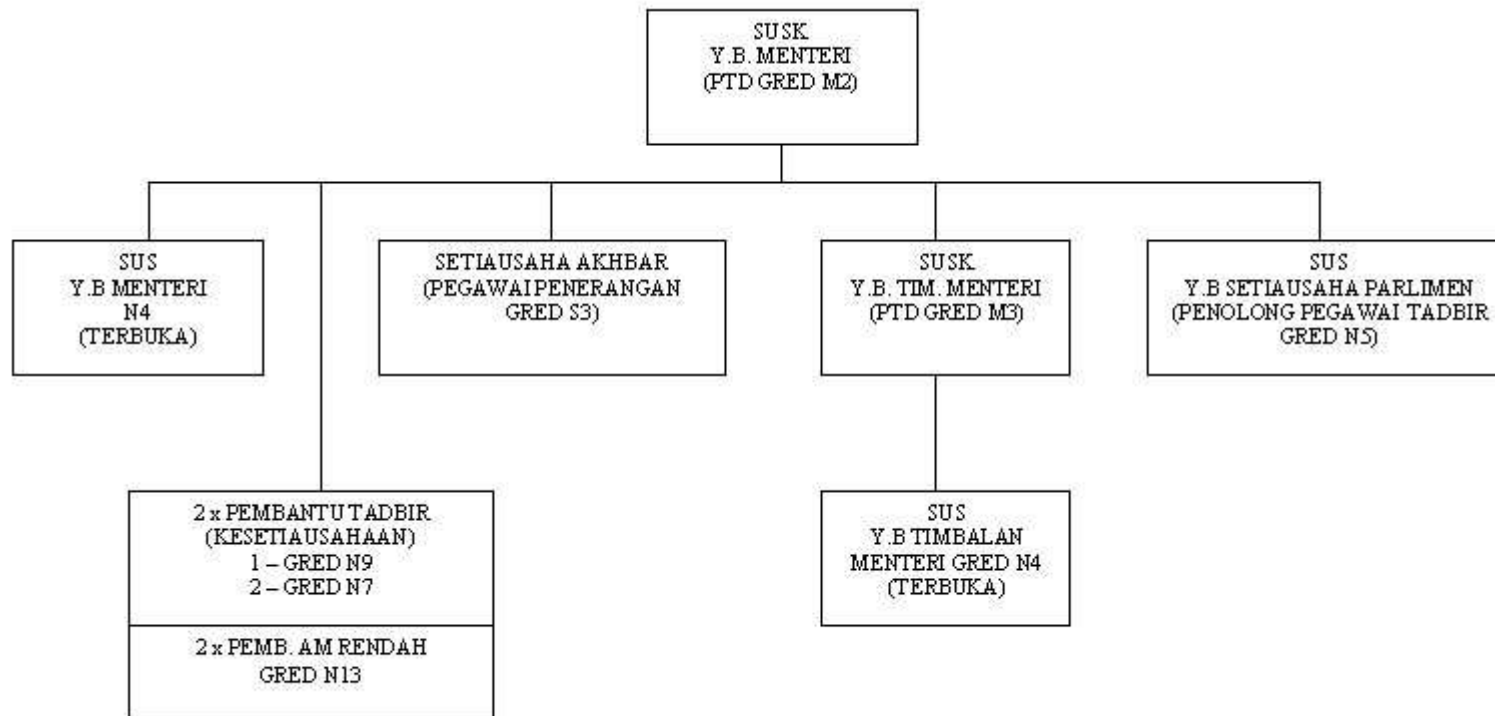 SUSK
Y.B. MENTERI
(PTD GRED M2)
SUS
Y.B MENTERI
N4
(TERBUKA)
SETIAUSAHA AKHBAR
(PEGAWAI PENERANGAN
GRED S3)
SUSK
Y.B. TIM. MENTERI
(PTD GRED M3)
SUS
Y.B SETIAUSAHA PARLIMEN
(PENOLONG PEGAWAI TADBIR
GRED N5)
2 x PEMBANTU TADBIR
(KESETIAUSAHAAN)
1 – GRED N9
2 – GRED N7
2 x PEMB. AM RENDAH
GRED N13
SUS
Y.B TIMBALAN
MENTERI GRED N4
(TERBUKA)